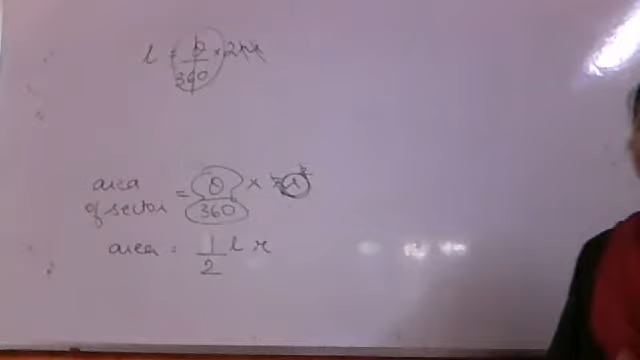 l = θ/360 × 2πr
area of sector = θ/360 × πr²
area = 1/2 l r